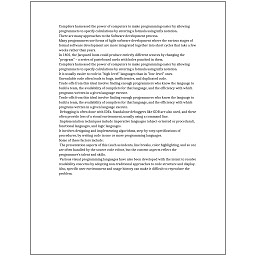 Compilers harnessed the power of computers to make programming easier by allowing
programmers to specify calculations by entering a formula using infix notation.
There are many approaches to the Software development process.
Many programmers use forms of Agile software development where the various stages
of formal software development are more integrated together into short cycles that take a few
weeks rather than years.
In 1801, the Jacquard loom could produce entirely different weaves by changing the
"program" – a series of pasteboard cards with holes punched in them.
Compilers harnessed the power of computers to make programming easier by allowing
programmers to specify calculations by entering a formula using infix notation.
It is usually easier to code in "high-level" languages than in "low-level" ones.
Unreadable code often leads to bugs, inefficiencies, and duplicated code.
Trade-offs from this ideal involve finding enough programmers who know the language to
build a team, the availability of compilers for that language, and the efficiency with which
programs written in a given language execute.
Trade-offs from this ideal involve finding enough programmers who know the language to
build a team, the availability of compilers for that language, and the efficiency with which
programs written in a given language execute.
Debugging is often done with IDEs. Standalone debuggers like GDB are also used, and these
often provide less of a visual environment, usually using a command line.
Implementation techniques include imperative languages (object-oriented or procedural),
functional languages, and logic languages.
It involves designing and implementing algorithms, step-by-step specifications of
procedures, by writing code in one or more programming languages.
Some of these factors include:
The presentation aspects of this (such as indents, line breaks, color highlighting, and so on)
are often handled by the source code editor, but the content aspects reflect the
programmer's talent and skills.
Various visual programming languages have also been developed with the intent to resolve
readability concerns by adopting non-traditional approaches to code structure and display.
Also, specific user environment and usage history can make it difficult to reproduce the
problem.